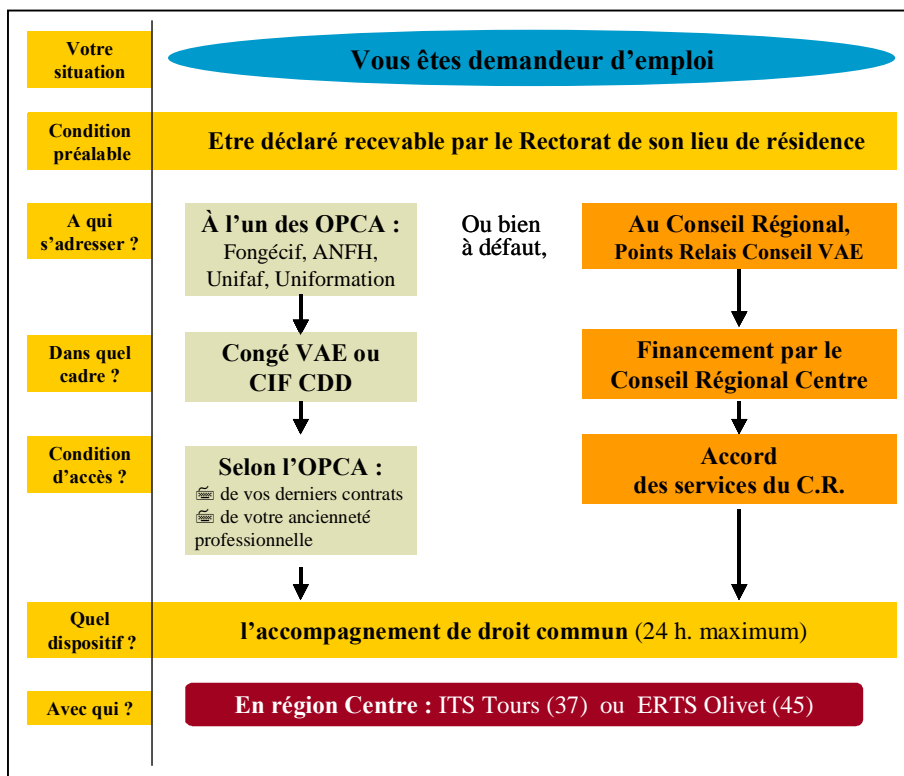 Votre
situation
Vous êtes demandeur d'emploi
Condition
préalable
Etre déclaré recevable par le Rectorat de son lieu de résidence
A qui
s'adresser ?
À l'un des OPCA :
Fongécif, ANFH,
Unifaf, Uniformation
Ou bien
à défaut,
Au Conseil Régional,
Points Relais Conseil VAE
Dans quel
cadre ?
Congé VAE ou
CIF CDD
Financement par le
Conseil Régional Centre
Condition
d'accès ?
Selon l'OPCA :
de vos derniers contrats
de votre ancienneté
professionnelle
Accord
des services du C.R.
Quel
dispositif ?
l'accompagnement de droit commun (24 h. maximum)
Avec qui ?
En région Centre : ITS Tours (37) ou ERTS Olivet (45)